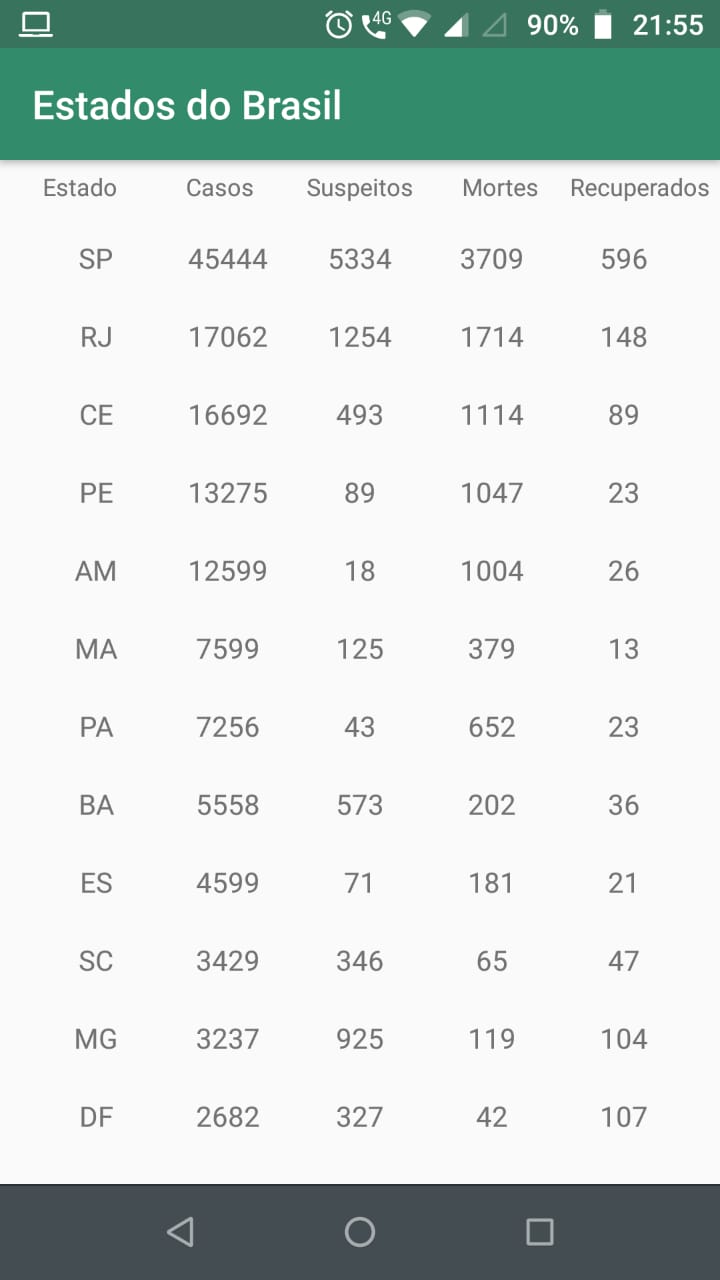 4G 90% 21:55
Estados do Brasil
Estado Casos Suspeitos Mortes Recuperados
SP 45444 5334 3709 596
RJ 17062 1254 1714 148
CE 16692 493 1114 89
PE 13275 89 1047 23
AM 12599 18 1004 26
MA 7599 125 379 13
PA 7256 43 652 23
BA 5558 573 202 36
ES 4599 71 181 21
SC 3429 346 65 47
MG 3237 925 119 104
DF 2682 327 42 107